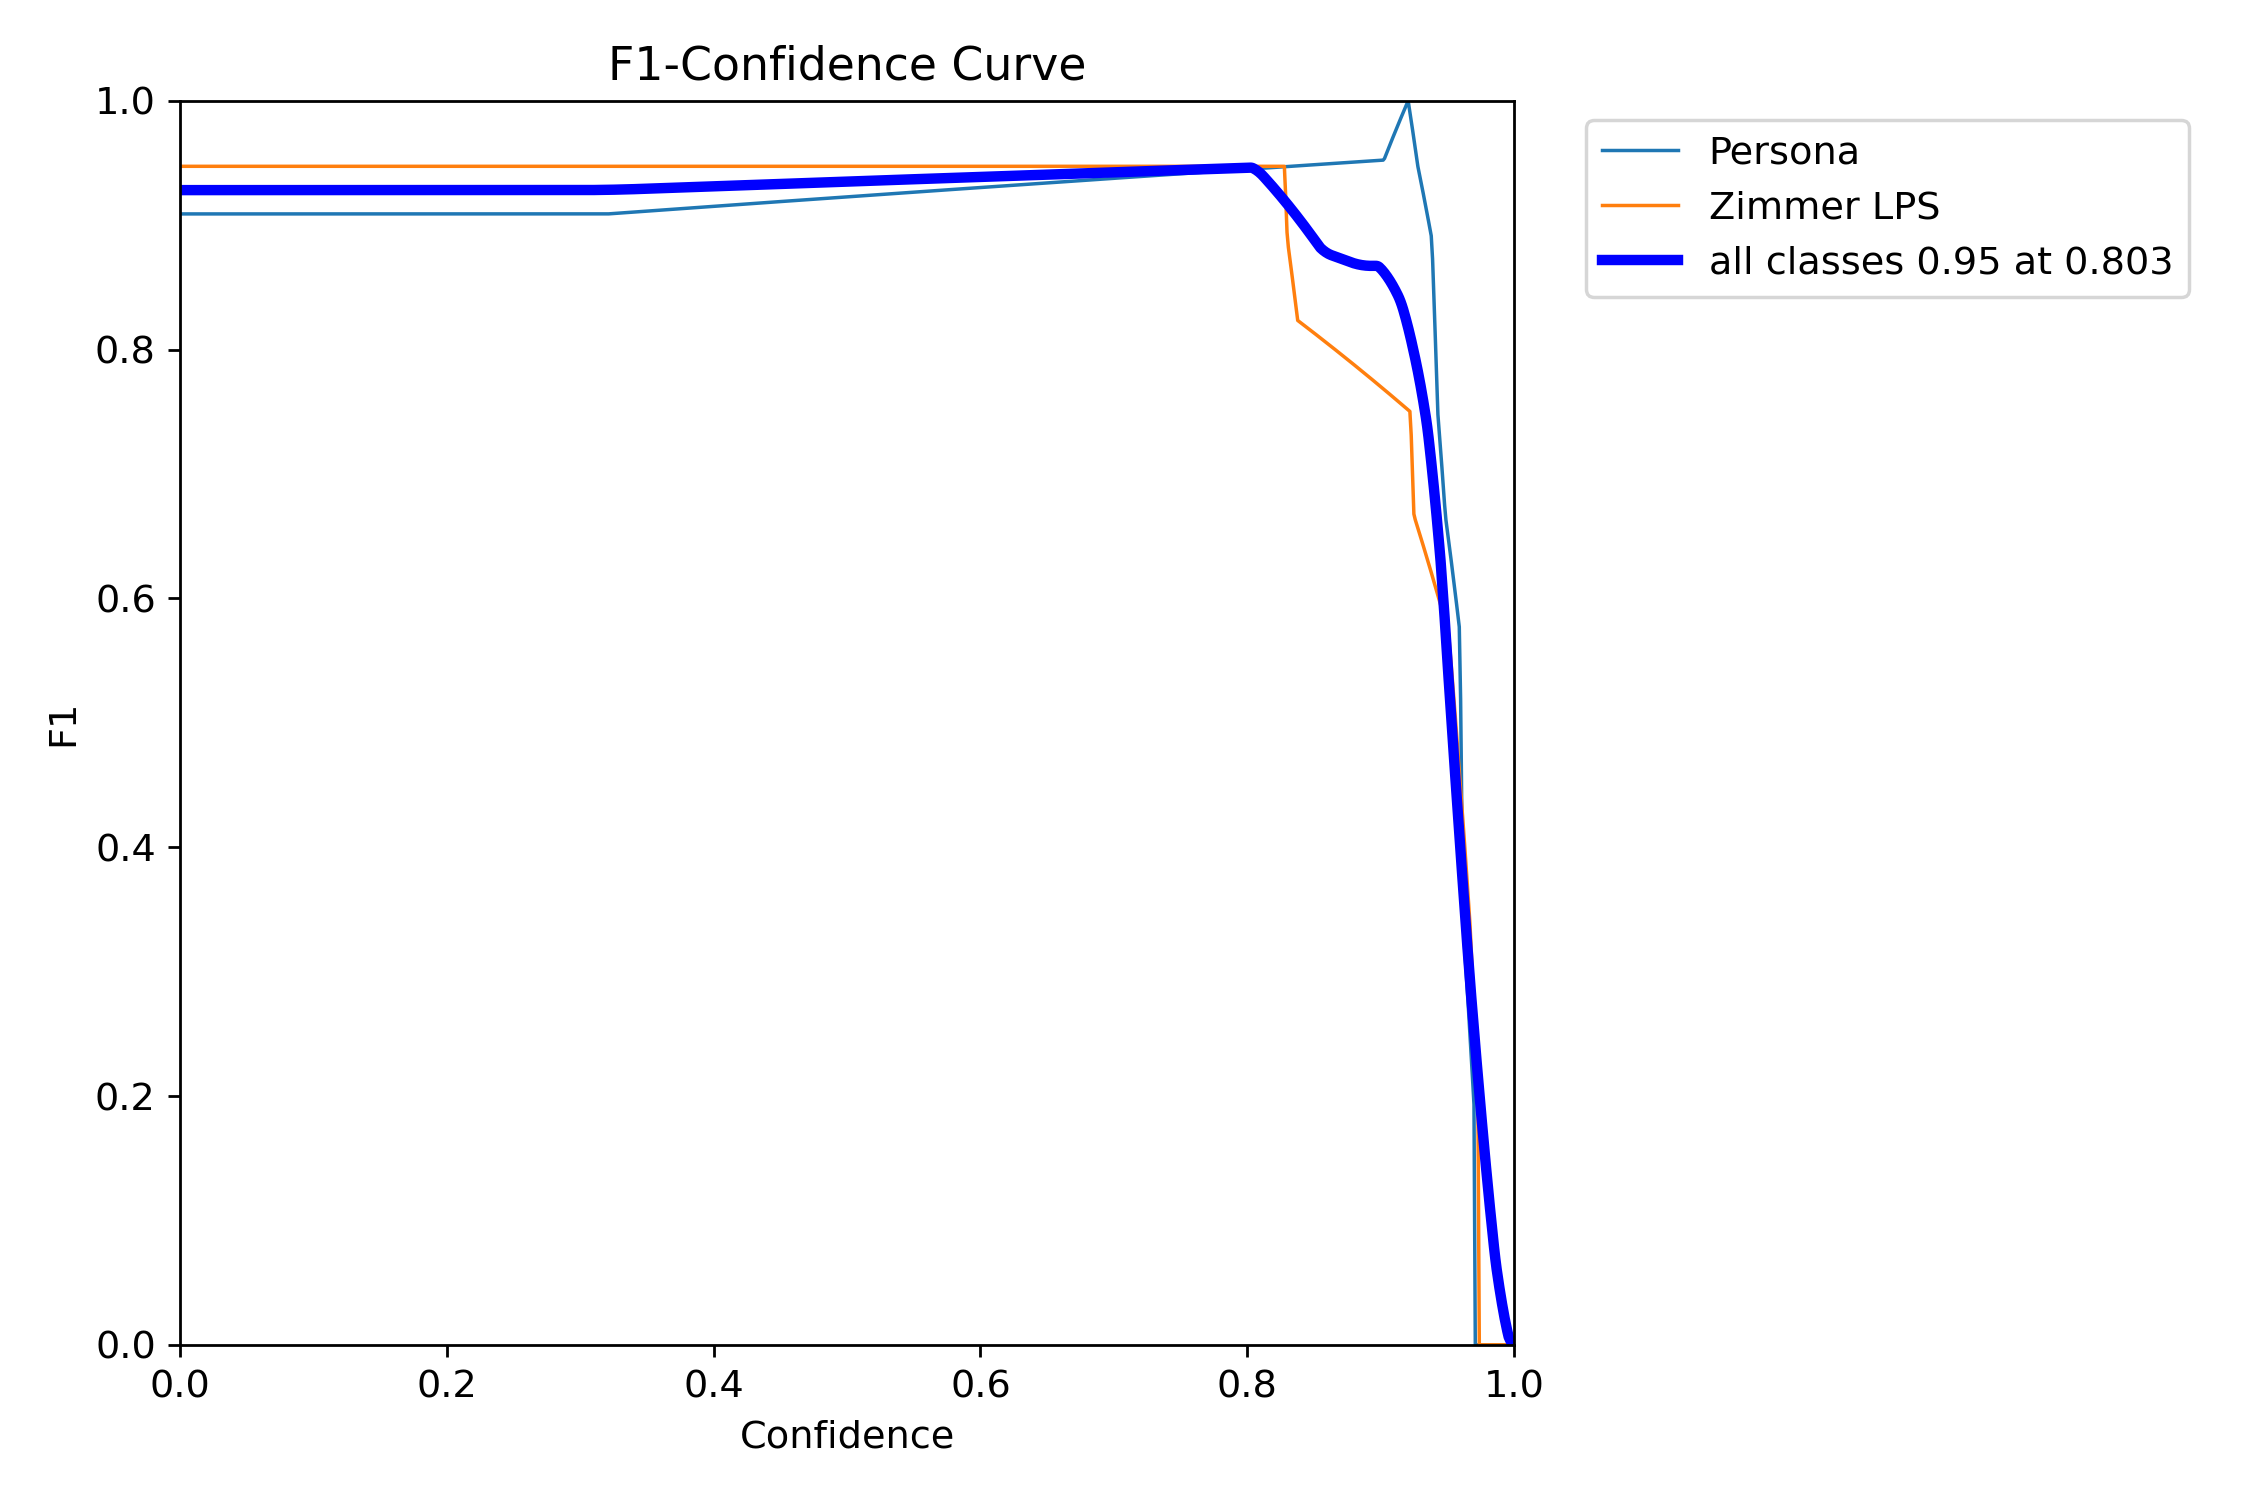 F1-Confidence Curve
1.0
0.8
0.6
0.4
0.2
0.0
F1
0.0 0.2 0.4 0.6 0.8 1.0
Confidence
Persona
Zimmer LPS
all classes 0.95 at 0.803